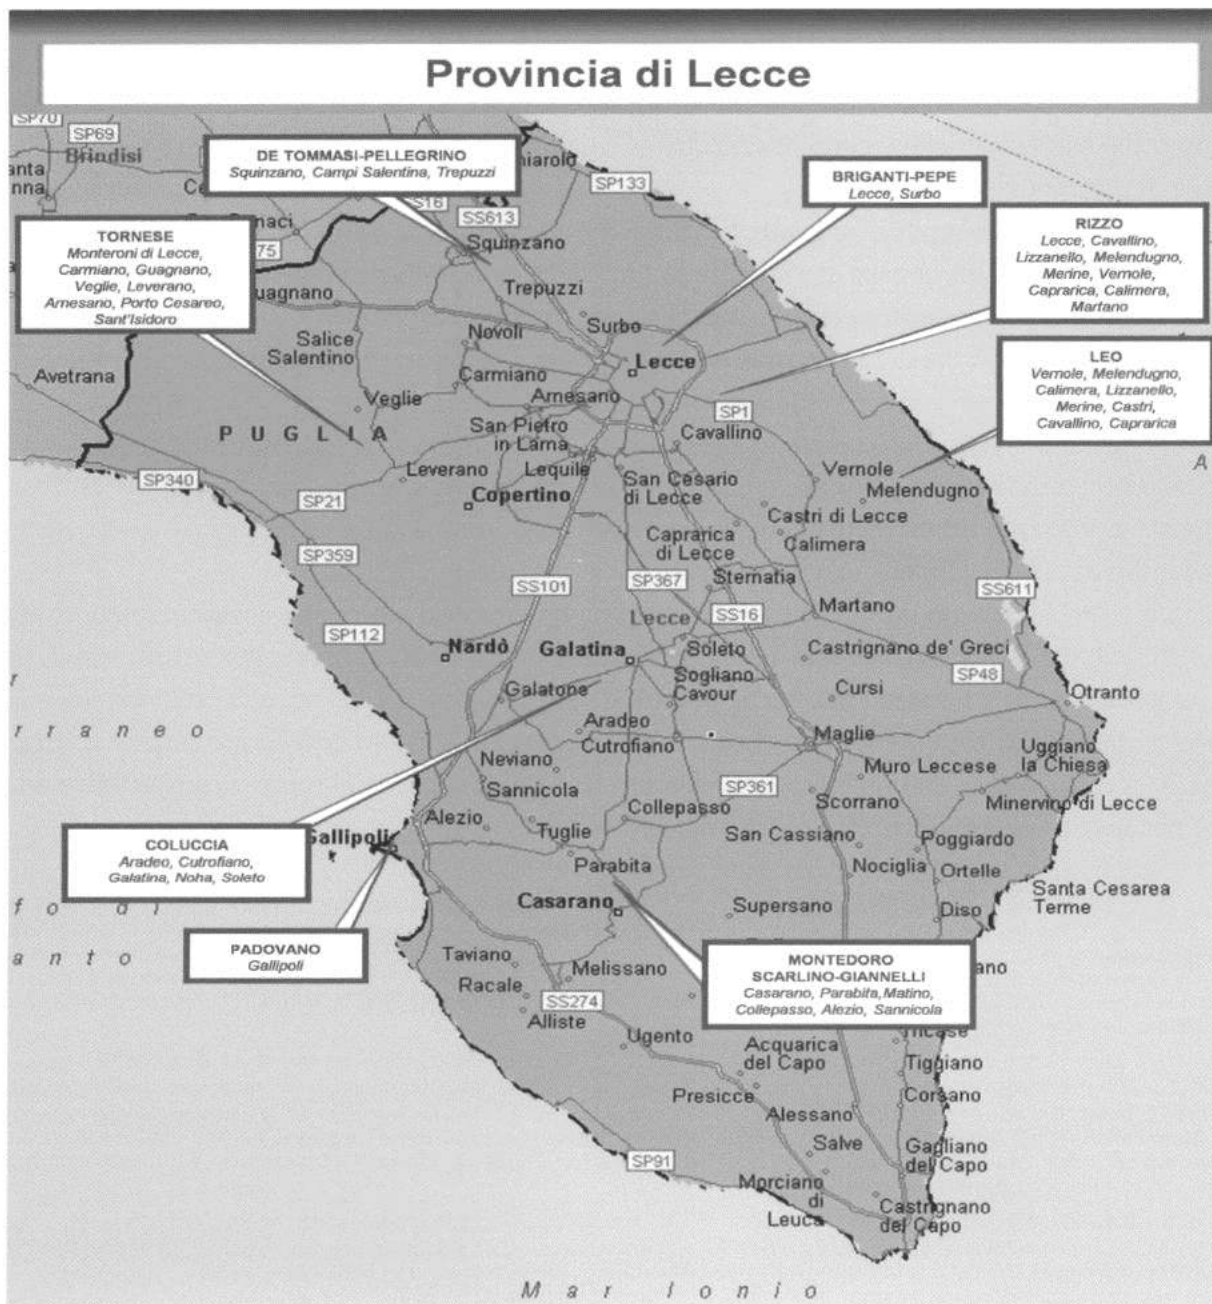 Provincia di Lecce
SP70
SP69
Brindisi
DE TOMMASI-PELLEGRINO
Squinzano, Campi Salentina, Trepuzzi
SP133
BRIGANTI-PEPE
Lecce, Surbo
SS16
SS613
TORNESE
Monteroni di Lecce,
Carmiano, Guagnano,
Veglie, Leverano,
Arnesano, Porto Cesareo,
Sant'Isidoro
RIZZO
Lecce, Cavallino,
Lizzanello, Melendugno,
Merine, Vernole,
Caprarica, Calimera,
Martano
75
Squinzano
Trepuzzi
Surbo
Novoli
Salice
Salentino
Lecce
LEO
Vernole, Melendugno,
Calimera, Lizzanello,
Merine, Castri,
Cavallino, Caprarica
Avetrana
Carmiano
Veglie
Arnesano
SP1
PUGLIA
San Pietro
in Lama
Cavallino
Leverano
Lequile
Vernole
SP340
SP21
Copertino
San Cesario
di Lecce
Melendugno
A
Castri di Lecce
Caprarica
di Lecce
Calimera
SP359
SS101
SP367
Sternatia
SS16
SS611
Martano
Lecce
SP112
Nardò
Galatina
Soleto
Castrignano de' Greci
Sogliano
Cavour
SP48
Galatone
Cursi
Otranto
r
r r a n e o
Aradeo
Cutrofiano
Maglie
Uggiano
la Chiesa
Neviano
Muro Leccese
Sannicola
SP361
Scorrano
Minervino di Lecce
Collepasso
Alezio
Tuglie
San Cassiano
Poggiardo
COLUCCIA
Aradeo, Cutrofiano,
Galatina, Noha, Soleto
Gallipoli
Parabita
Nociglia
Ortelle
Santa Cesarea
Terme
Casarano
Supersano
Diso
a n t o
PADOVANO
Gallipoli
Taviano
Melissano
MONTEDORO
SCARLINO-GIANNELLI
Casarano, Parabita, Matino,
Collepasso, Alezio, Sannicola
Racale
SS274
Alliste
Ugento
Acquarica
del Capo
Tiggiano
Presicce
Corsano
Alessano
Salve
SP91
Gagliano
del Capo
Morciano
di
Leuca
Castrignano
del Capo
Mar Ionio